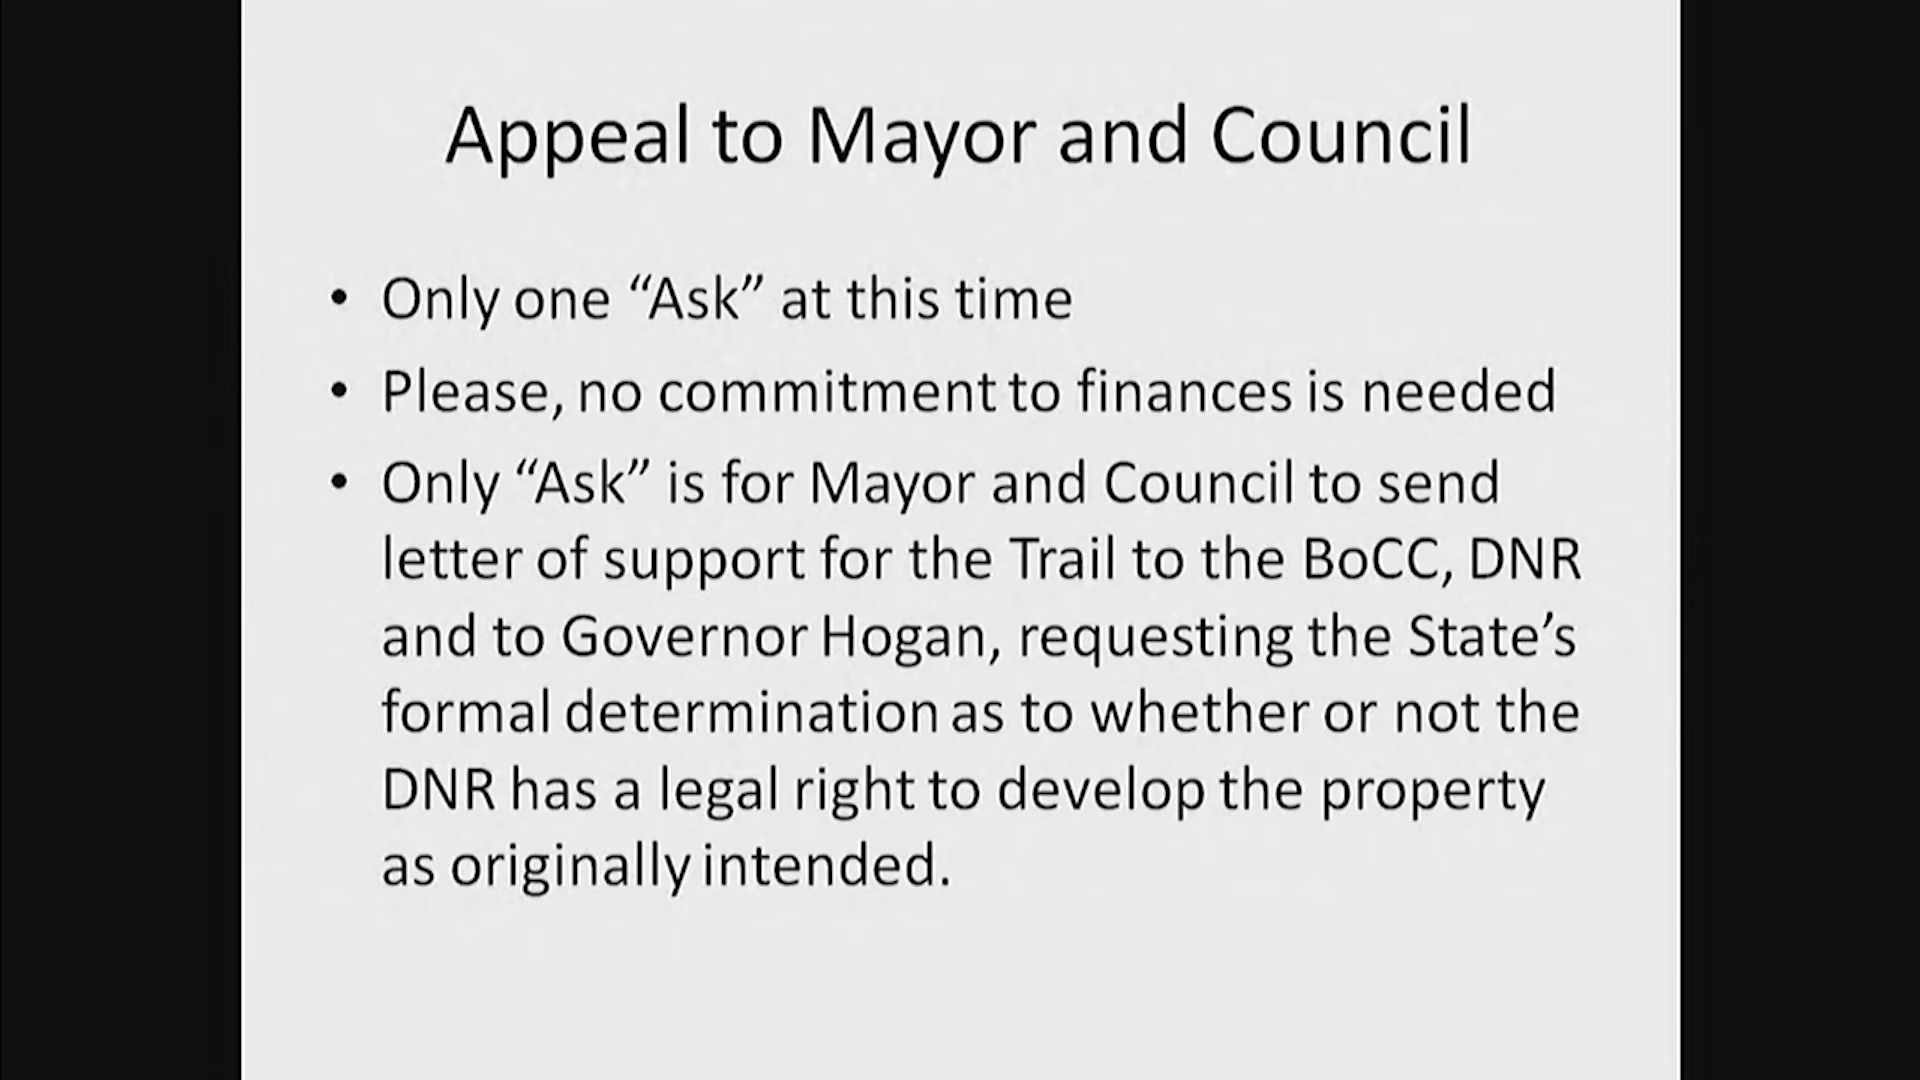 Appeal to Mayor and Council
• Only one “Ask” at this time
• Please, no commitment to finances is needed
• Only “Ask” is for Mayor and Council to send
letter of support for the Trail to the BoCC, DNR
and to Governor Hogan, requesting the State’s
formal determination as to whether or not the
DNR has a legal right to develop the property
as originally intended.